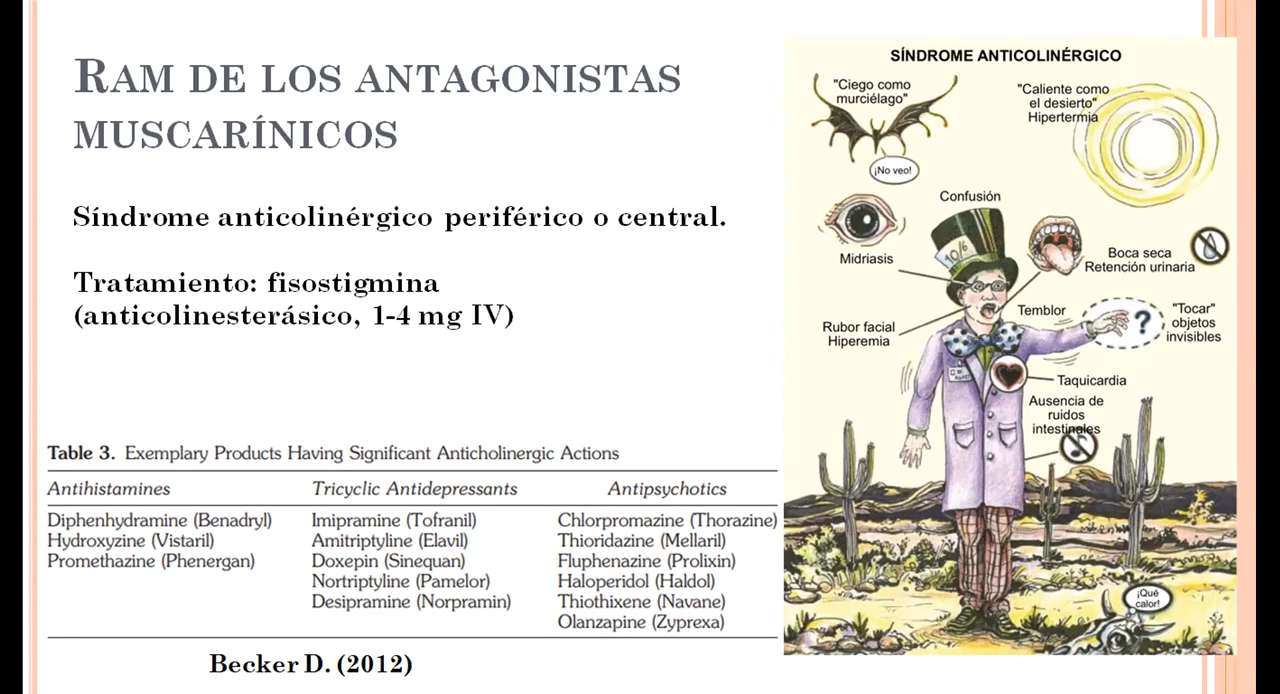 RAM DE LOS ANTAGONISTAS
MUSCARÍNICOS
Síndrome anticolinérgico periférico o central.
Tratamiento: fisostigmina
(anticolinesterásico, 1-4 mg IV)
Table 3. Exemplary Products Having Significant Anticholinergic Actions
Antihistamines Tricyclic Antidepressants Antipsychotics
Diphenhydramine (Benadryl) Imipramine (Tofranil) Chlorpromazine (Thorazine)
Hydroxyzine (Vistaril) Amitriptyline (Elavil) Thioridazine (Mellaril)
Promethazine (Phenergan) Doxepin (Sinequan) Fluphenazine (Prolixin)
Nortriptyline (Pamelor) Haloperidol (Haldol)
Desipramine (Norpramin) Thiothixene (Navane)
Olanzapine (Zyprexa)
Becker D. (2012)
SÍNDROME ANTICOLINÉRGICO
"Ciego como
murciélago"
¡No veo!
"Caliente como
el desierto"
Hipertermia
Confusión
10/6
Midriasis
Boca seca
Retención urinaria
Rubor facial
Hiperemia
Temblor
?
"Tocar"
objetos
invisibles
Taquicardia
Ausencia de
ruidos
intestinales
¡Qué
calor!